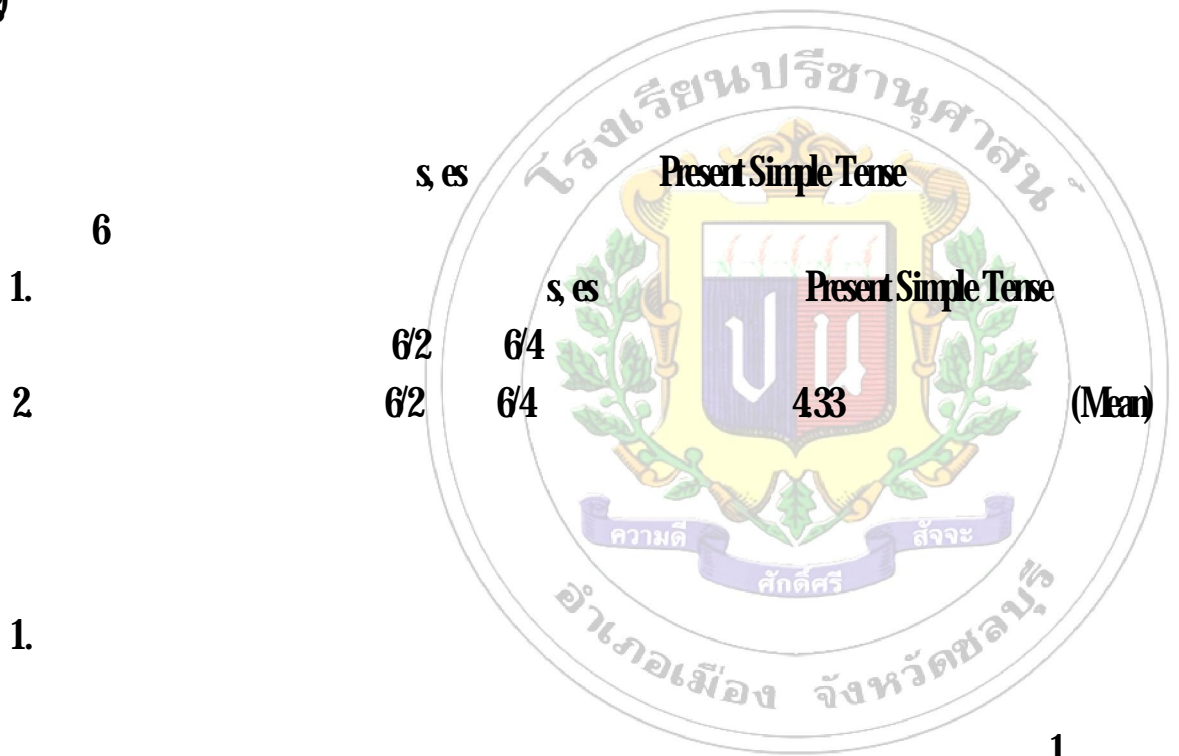 โรงเรียนปรีชานุศาสน์
s, es Present Simple Tense
6
1. s, es Present Simple Tense
6/2 6/4
2. 6/2 6/4 4.33 (Mean)
ป น
ความดี สัจจะ
ศักดิ์ศรี
1.
อำเภอเมือง จังหวัดชลบุรี
1